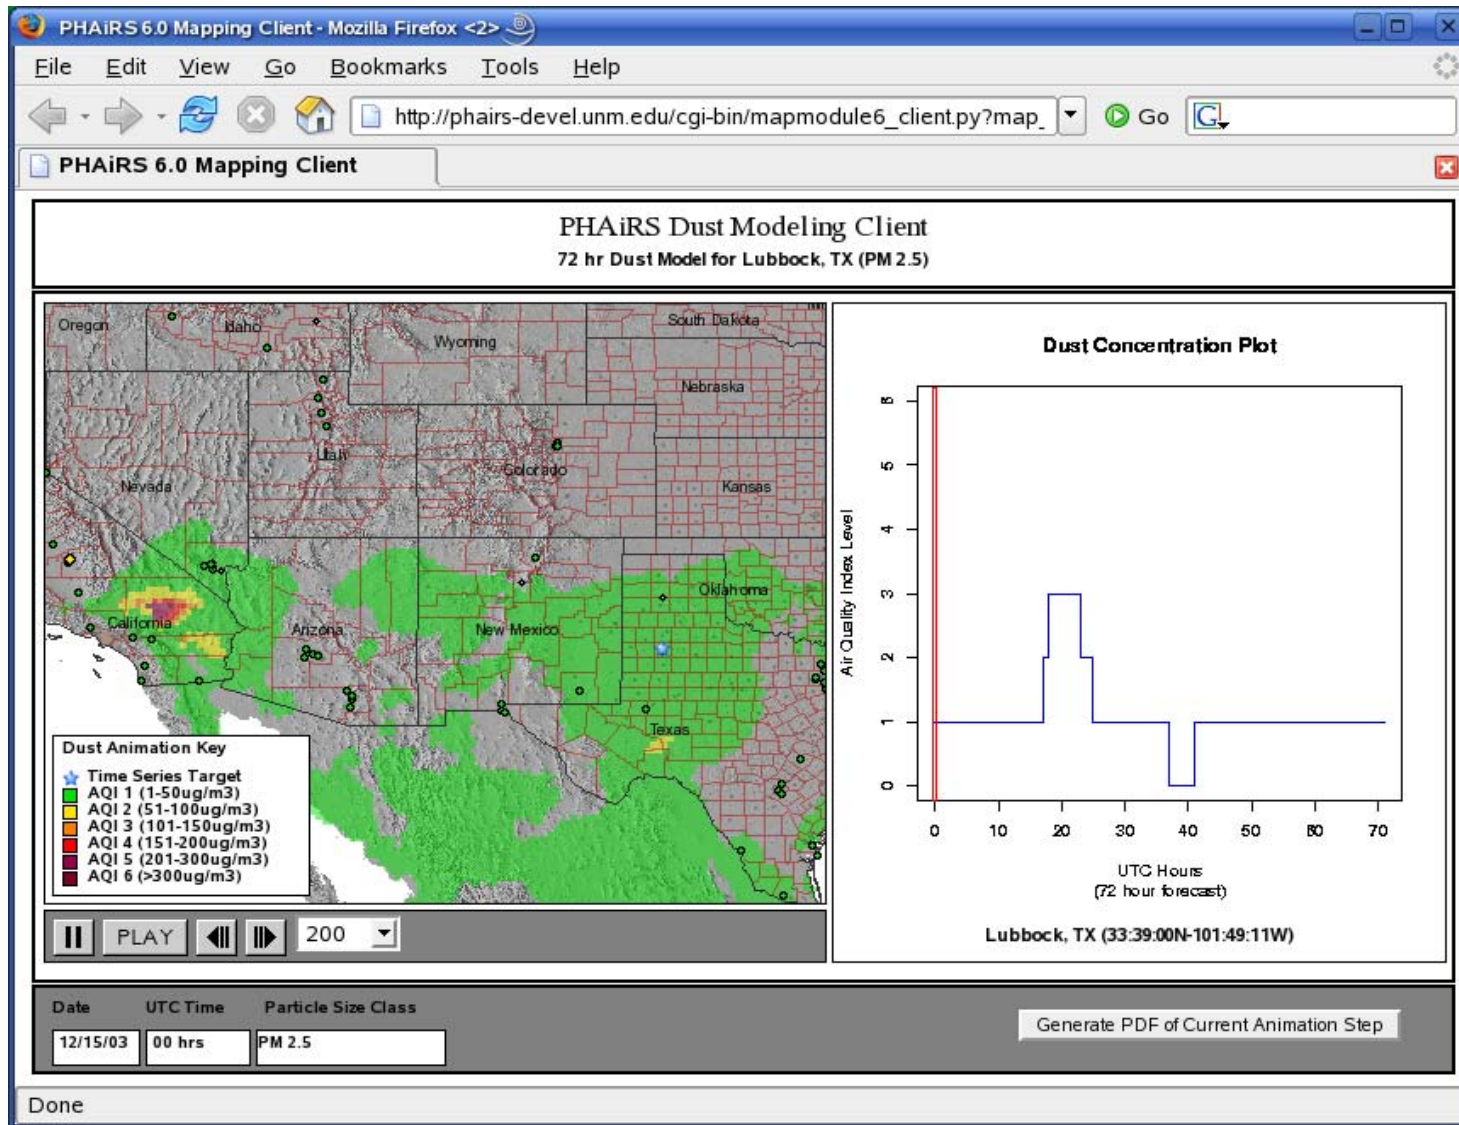 PHAiRS 6.0 Mapping Client - Mozilla Firefox <2>
File Edit View Go Bookmarks Tools Help
http://phairs-devel.unm.edu/cgi-bin/mapmodule6_client.py?map_ Go G
PHAiRS 6.0 Mapping Client
PHAiRS Dust Modeling Client
72 hr Dust Model for Lubbock, TX (PM 2.5)
Oregon Idaho South Dakota
Wyoming
Nebraska
Utah Colorado
Nevada Kansas
Oklahoma
California Arizona New Mexico
Texas
Dust Animation Key
Time Series Target
AQI 1 (1-50ug/m3)
AQI 2 (51-100ug/m3)
AQI 3 (101-150ug/m3)
AQI 4 (151-200ug/m3)
AQI 5 (201-300ug/m3)
AQI 6 (>300ug/m3)
PLAY 200
Dust Concentration Plot
Air Quality Index Level
6
5
4
3
2
1
0
0 10 20 30 40 50 60 70
UTC Hours
(72 hour forecast)
Lubbock, TX (33:39:00N-101:49:11W)
Date UTC Time Particle Size Class
12/15/03 00 hrs PM 2.5
Generate PDF of Current Animation Step
Done